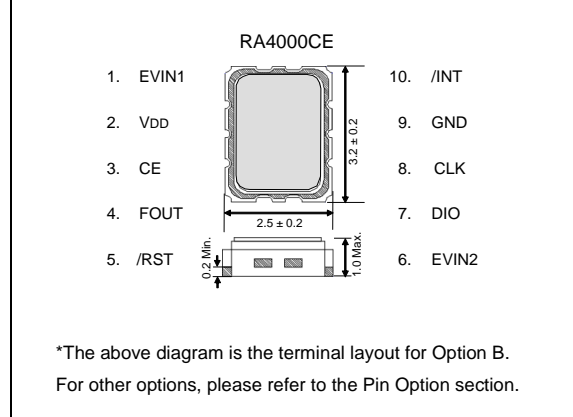 RA4000CE
1. EVIN1
10. /INT
2. VDD
9. GND
3. CE
8. CLK
4. FOUT
7. DIO
5. /RST
6. EVIN2
3.2 ± 0.2
2.5 ± 0.2
0.2 Min.
1.0 Max.
*The above diagram is the terminal layout for Option B.
For other options, please refer to the Pin Option section.